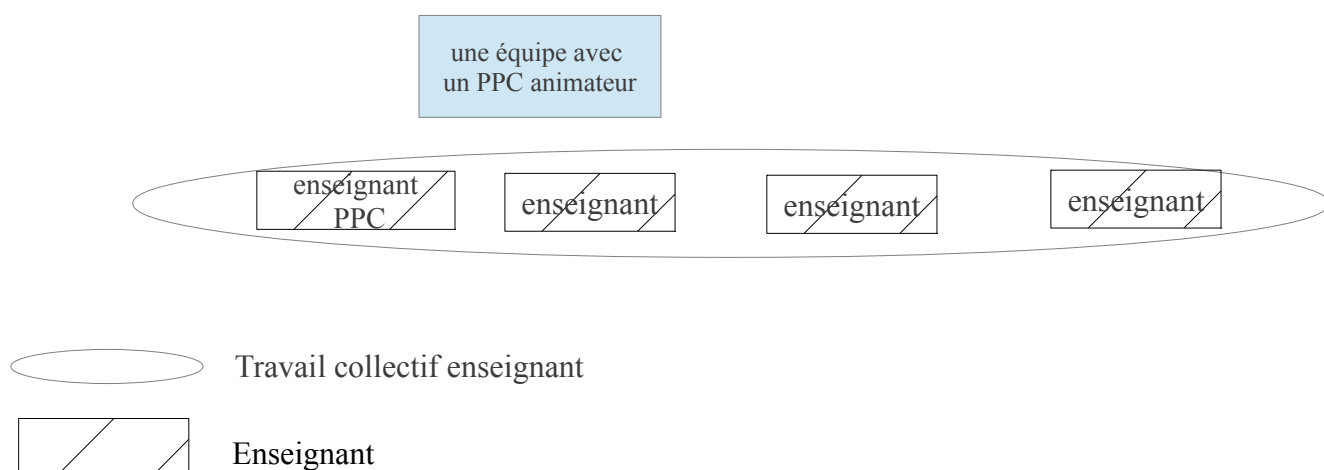 une équipe avec
un PPC animateur
enseignant
PPC
enseignant
enseignant
enseignant
Travail collectif enseignant
Enseignant